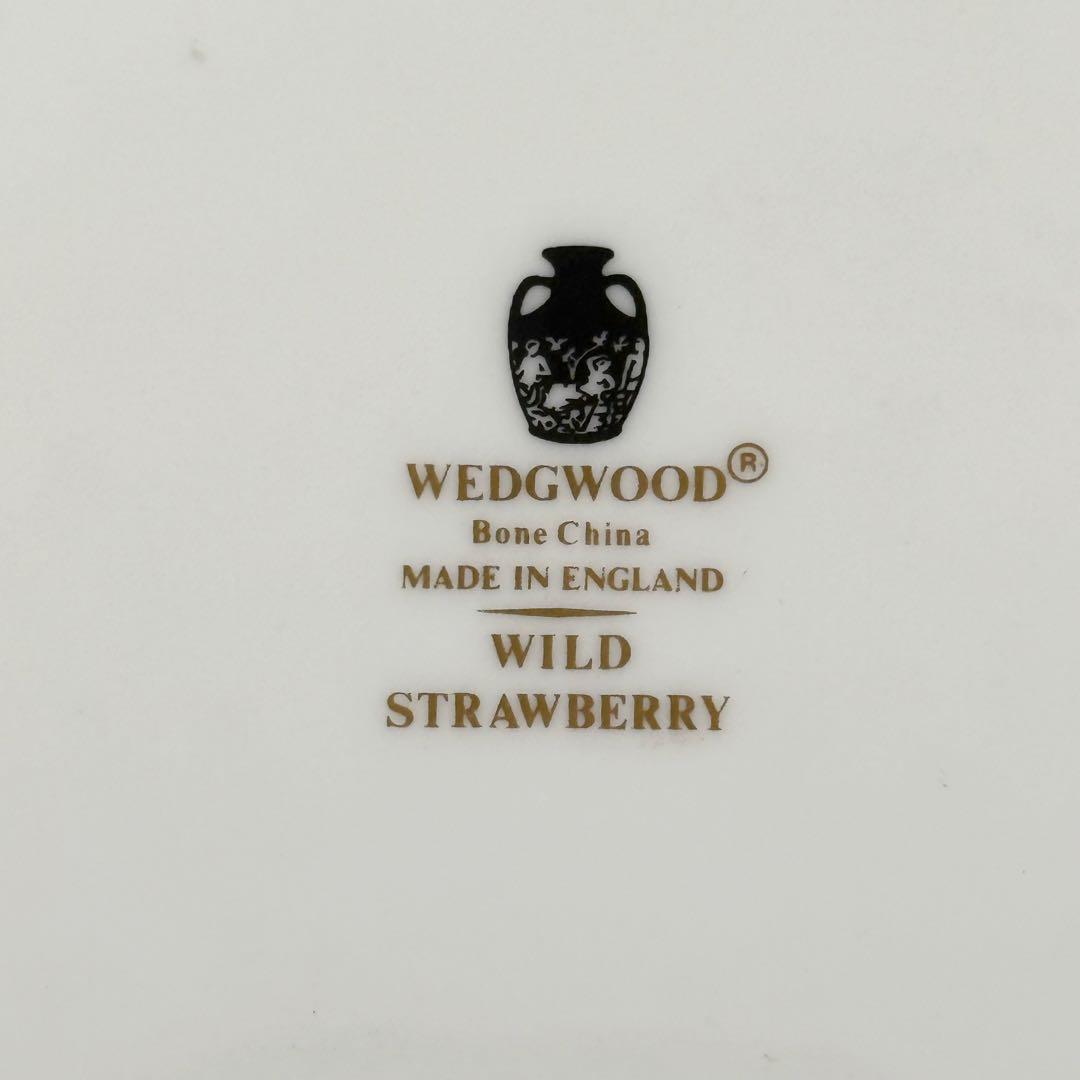 WEDGWOOD®
Bone China
MADE IN ENGLAND
WILD
STRAWBERRY